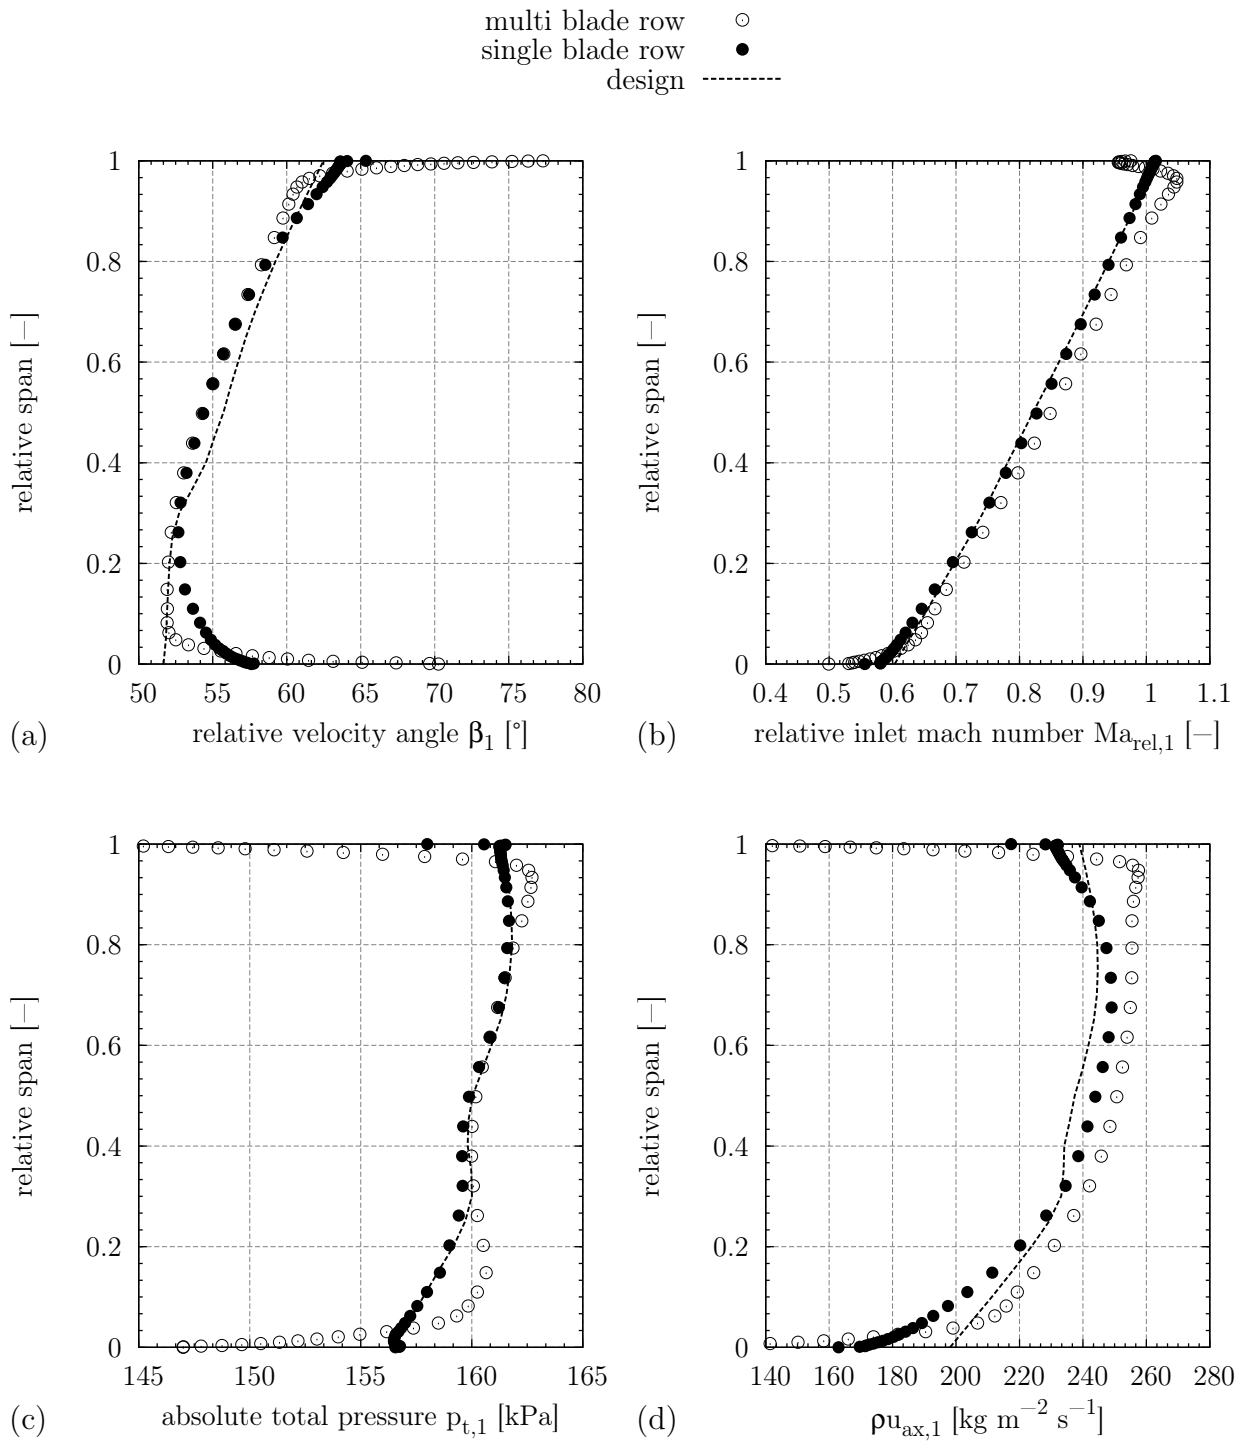 multi blade row
single blade row
design
1
0.8
0.6
0.4
0.2
0
relative span [–]
50 55 60 65 70 75 80
(a) relative velocity angle β₁ [°]
1
0.8
0.6
0.4
0.2
0
relative span [–]
0.4 0.5 0.6 0.7 0.8 0.9 1 1.1
(b) relative inlet mach number Ma_rel,1 [–]
1
0.8
0.6
0.4
0.2
0
relative span [–]
145 150 155 160 165
(c) absolute total pressure p_t,1 [kPa]
1
0.8
0.6
0.4
0.2
0
relative span [–]
140 160 180 200 220 240 260 280
(d) ρu_ax,1 [kg m⁻² s⁻¹]